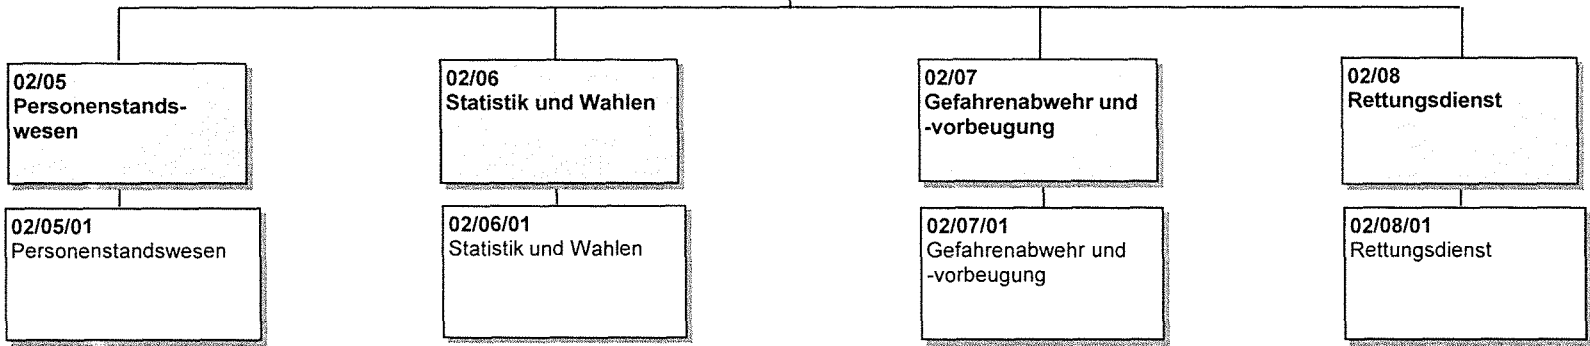 02/05
Personenstands-
wesen
02/06
Statistik und Wahlen
02/07
Gefahrenabwehr und
-vorbeugung
02/08
Rettungsdienst
02/05/01
Personenstandswesen
02/06/01
Statistik und Wahlen
02/07/01
Gefahrenabwehr und
-vorbeugung
02/08/01
Rettungsdienst